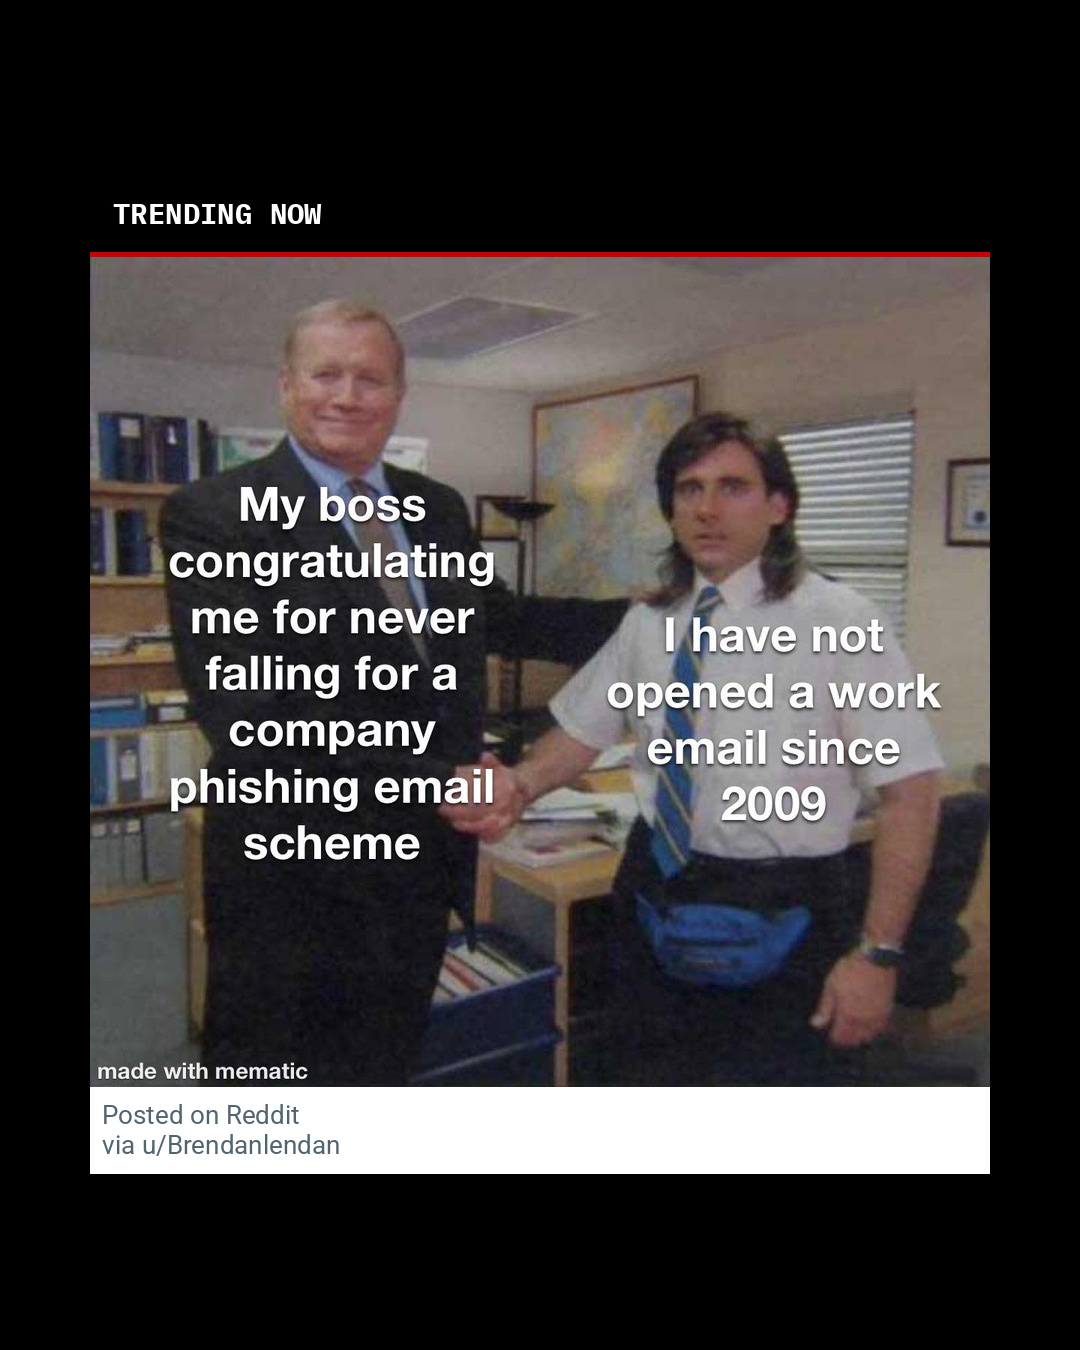 TRENDING NOW
My boss
congratulating
me for never
falling for a
company
phishing email
scheme
I have not
opened a work
email since
2009
made with mematic
Posted on Reddit
via u/Brendanlendan